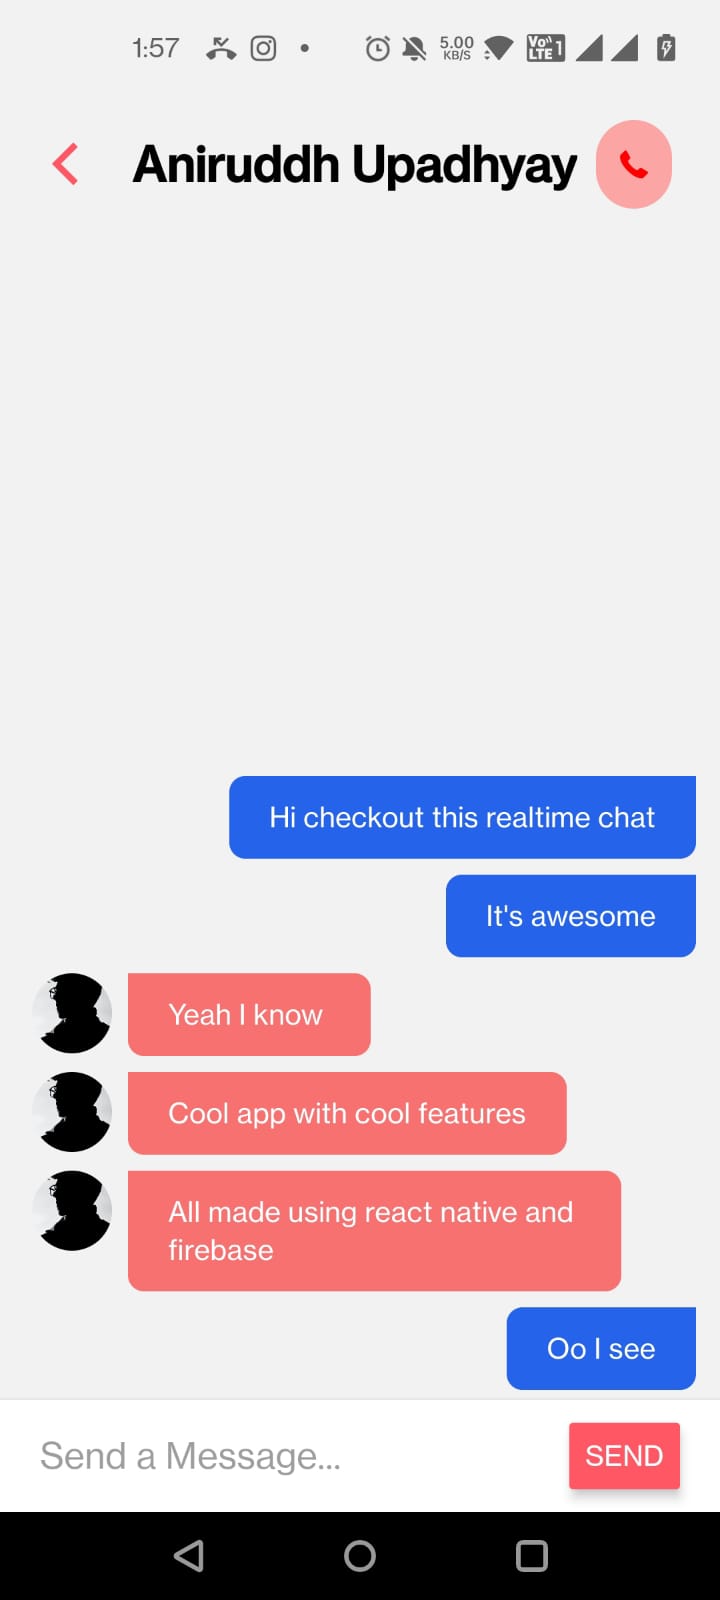 1:57
5.00
KB/S
Vo))
LTE 1
Aniruddh Upadhyay
Hi checkout this realtime chat
It's awesome
Yeah I know
Cool app with cool features
All made using react native and
firebase
Oo I see
Send a Message...
SEND